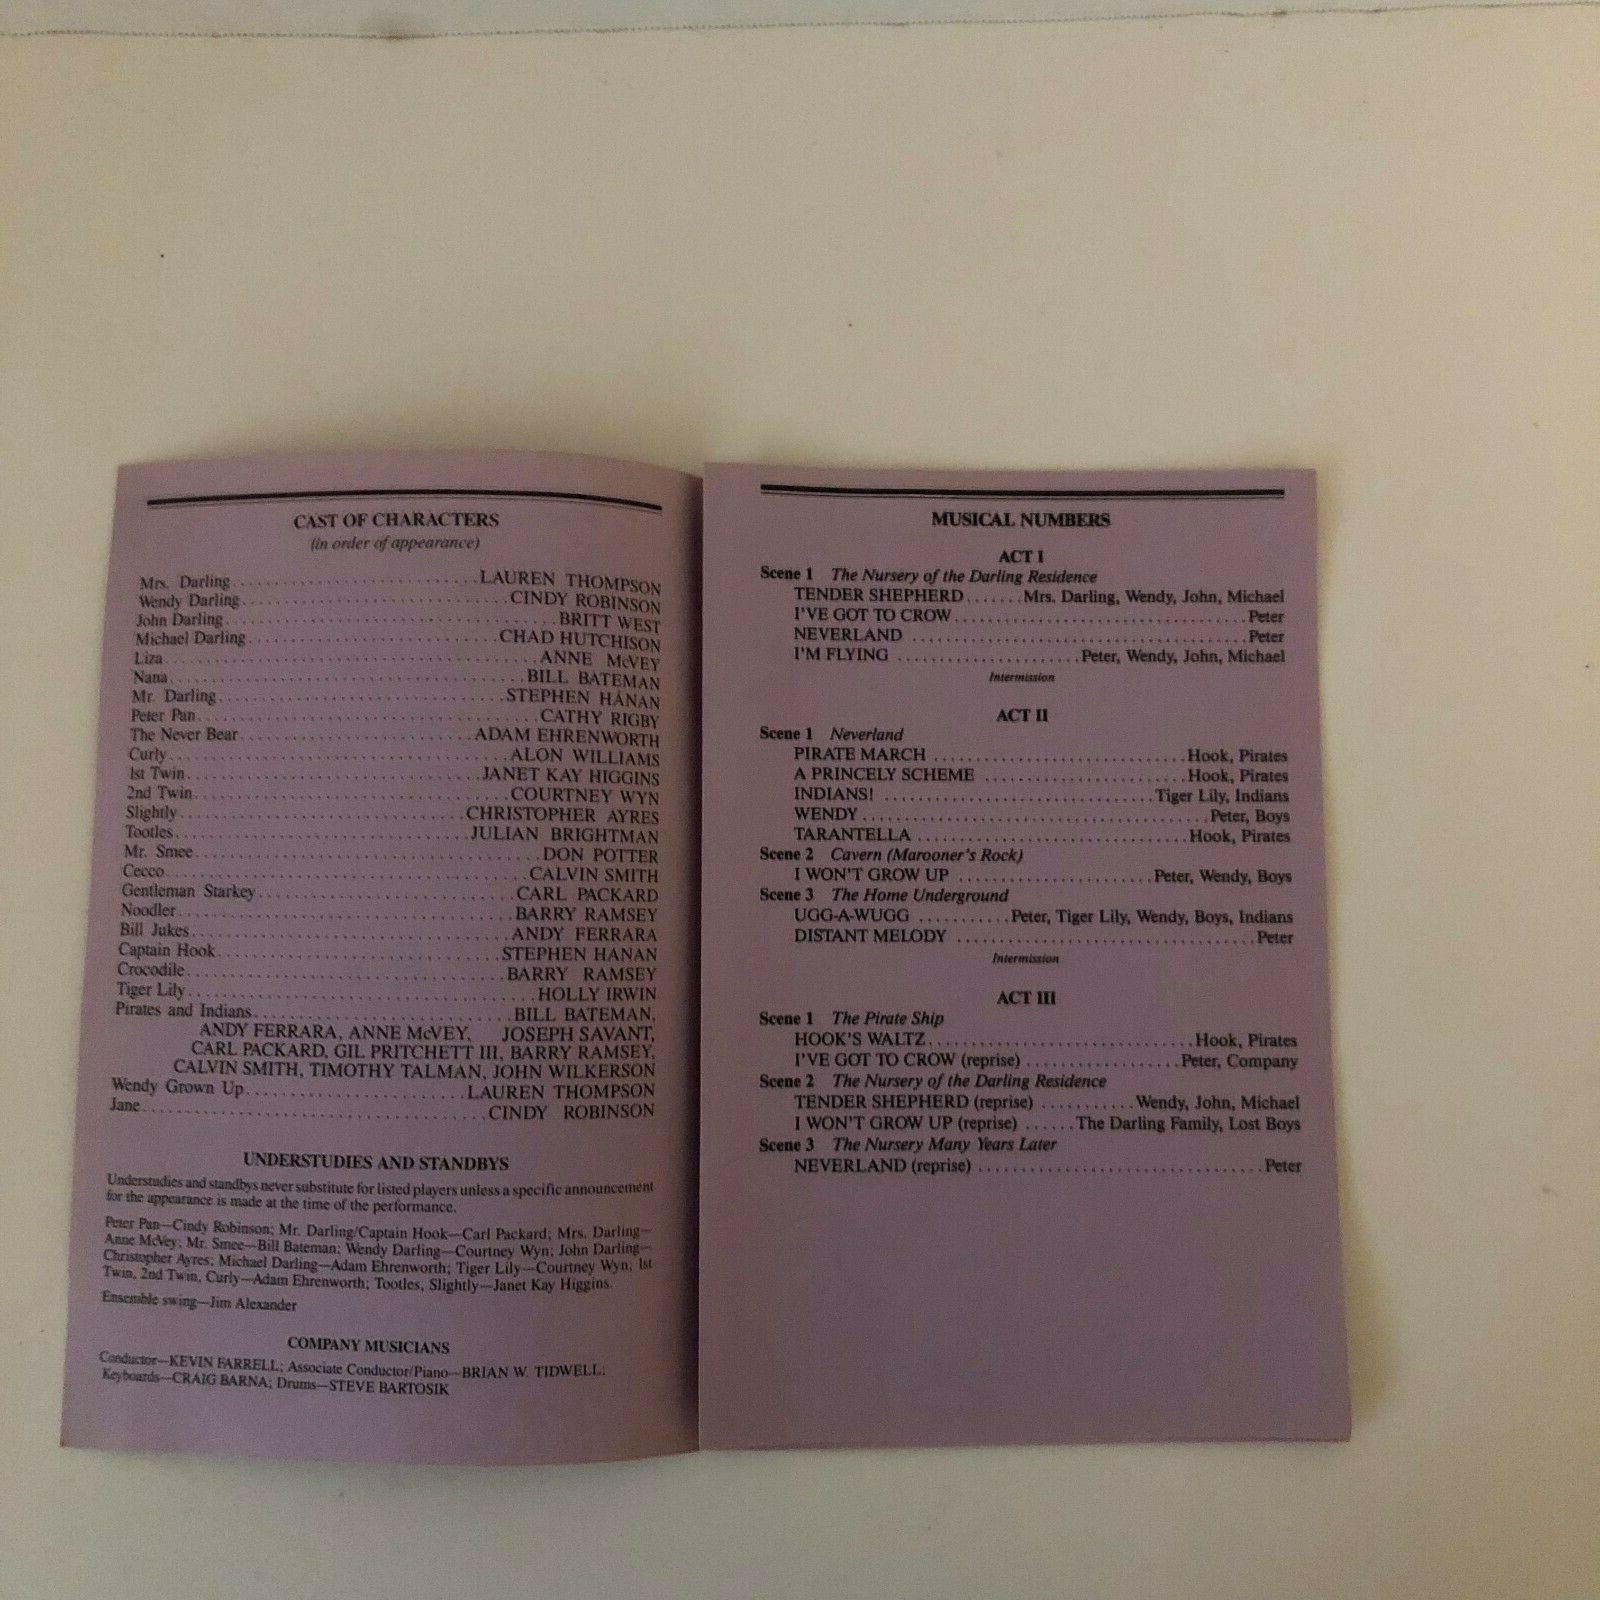 CAST OF CHARACTERS
(in order of appearance)
Mrs. Darling..............................LAUREN THOMPSON
Wendy Darling..............................CINDY ROBINSON
John Darling..............................BRITT WEST
Michael Darling..............................CHAD HUTCHISON
Liza..............................ANNE McVEY
Nana..............................BILL BATEMAN
Mr. Darling..............................STEPHEN HANAN
Peter Pan..............................CATHY RIGBY
The Never Bear..............................ADAM EHRENWORTH
Curly..............................ALON WILLIAMS
1st Twin..............................JANET KAY HIGGINS
2nd Twin..............................COURTNEY WYN
Slightly..............................CHRISTOPHER AYRES
Tootles..............................JULIAN BRIGHTMAN
Mr. Smee..............................DON POTTER
Cecco..............................CALVIN SMITH
Gentleman Starkey..............................CARL PACKARD
Noodler..............................BARRY RAMSEY
Bill Jukes..............................ANDY FERRARA
Captain Hook..............................STEPHEN HANAN
Crocodile..............................BARRY RAMSEY
Tiger Lily..............................HOLLY IRWIN
Pirates and Indians..............................BILL BATEMAN,
ANDY FERRARA, ANNE McVEY, JOSEPH SAVANT,
CARL PACKARD, GIL PRITCHETT III, BARRY RAMSEY,
CALVIN SMITH, TIMOTHY TALMAN, JOHN WILKERSON
Wendy Grown Up..............................LAUREN THOMPSON
Jane..............................CINDY ROBINSON
UNDERSTUDIES AND STANDBYS
Understudies and standbys never substitute for listed players unless a specific announcement
for the appearance is made at the time of the performance.
Peter Pan—Cindy Robinson; Mr. Darling/Captain Hook—Carl Packard; Mrs. Darling—
Anne McVey; Mr. Smee—Bill Bateman; Wendy Darling—Courtney Wyn; John Darling—
Christopher Ayres; Michael Darling—Adam Ehrenworth; Tiger Lily—Courtney Wyn; 1st
Twin, 2nd Twin, Curly—Adam Ehrenworth; Tootles, Slightly—Janet Kay Higgins.
Ensemble swing—Jim Alexander
COMPANY MUSICIANS
Conductor—KEVIN FARRELL; Associate Conductor/Piano—BRIAN W. TIDWELL;
Keyboards—CRAIG BARNA; Drums—STEVE BARTOSIK
MUSICAL NUMBERS
ACT I
Scene 1 The Nursery of the Darling Residence
TENDER SHEPHERD.......Mrs. Darling, Wendy, John, Michael
I'VE GOT TO CROW..............................Peter
NEVERLAND ..............................Peter
I'M FLYING ......................Peter, Wendy, John, Michael
Intermission
ACT II
Scene 1 Neverland
PIRATE MARCH ..............................Hook, Pirates
A PRINCELY SCHEME ........................Hook, Pirates
INDIANS! ..............................Tiger Lily, Indians
WENDY..............................Peter, Boys
TARANTELLA ..............................Hook, Pirates
Scene 2 Cavern (Marooner's Rock)
I WON'T GROW UP ........................Peter, Wendy, Boys
Scene 3 The Home Underground
UGG-A-WUGG ...........Peter, Tiger Lily, Wendy, Boys, Indians
DISTANT MELODY ..............................Peter
Intermission
ACT III
Scene 1 The Pirate Ship
HOOK'S WALTZ..............................Hook, Pirates
I'VE GOT TO CROW (reprise) ..................Peter, Company
Scene 2 The Nursery of the Darling Residence
TENDER SHEPHERD (reprise) ...........Wendy, John, Michael
I WON'T GROW UP (reprise) ......The Darling Family, Lost Boys
Scene 3 The Nursery Many Years Later
NEVERLAND (reprise) ..............................Peter